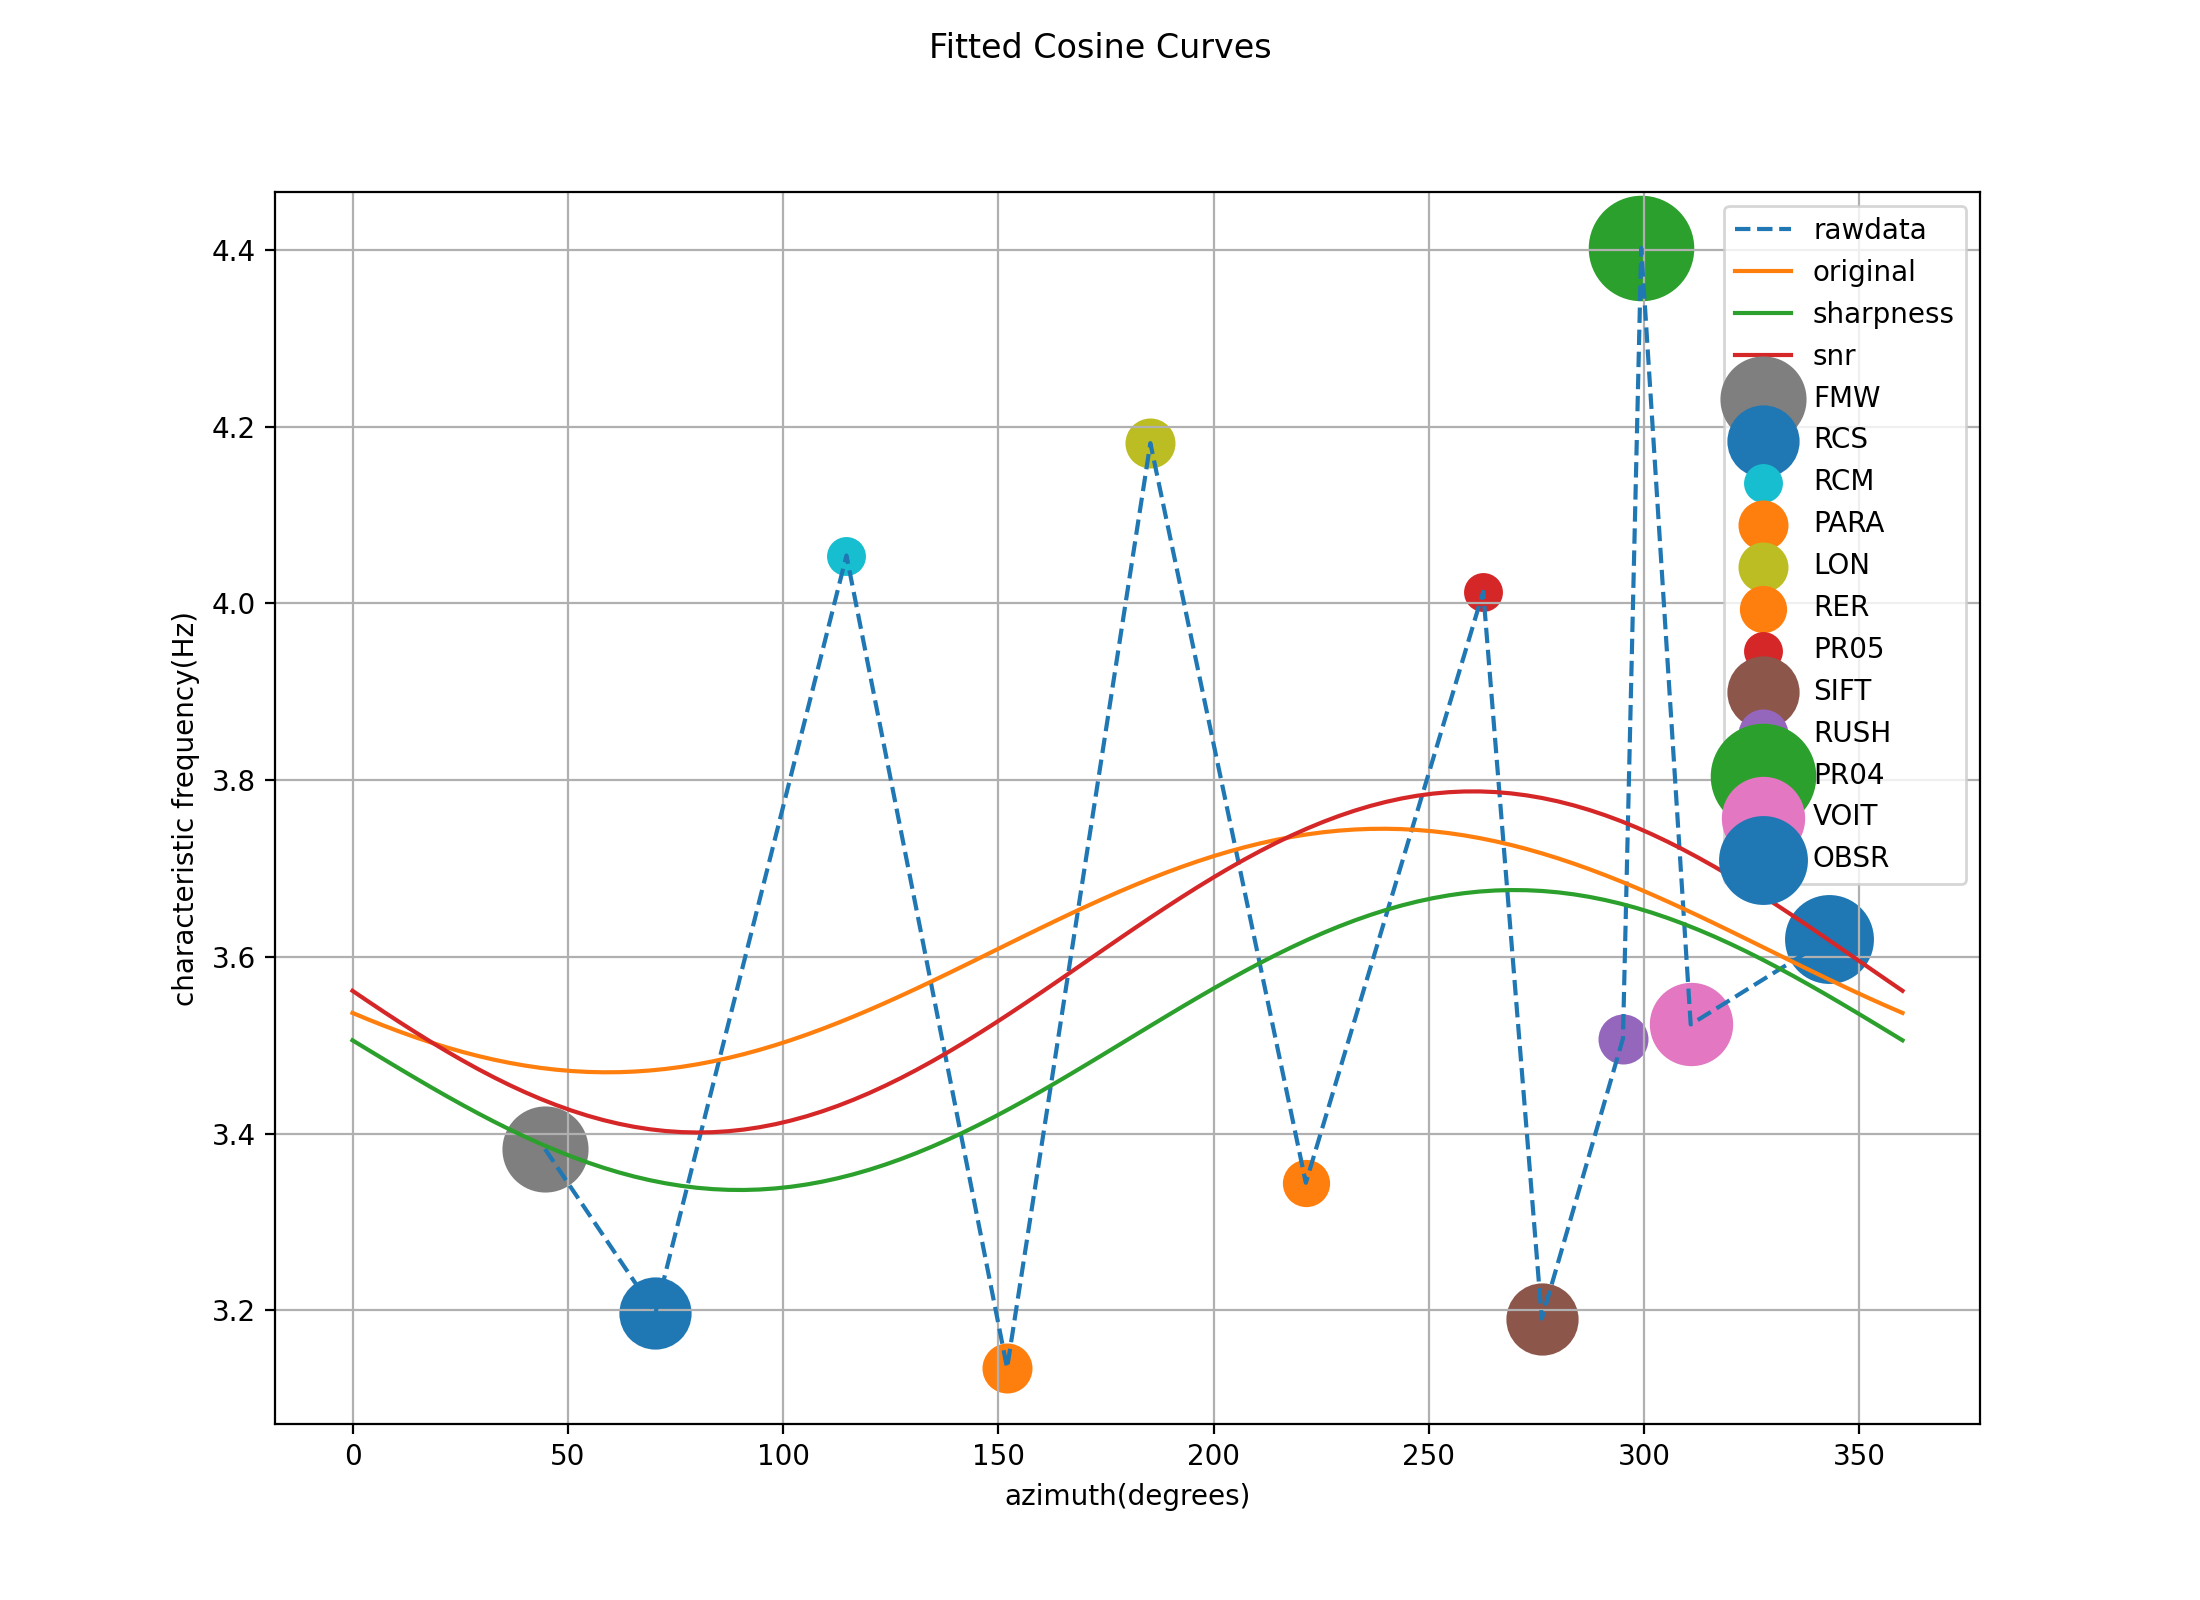 Fitted Cosine Curves
characteristic frequency(Hz)
4.4
4.2
4.0
3.8
3.6
3.4
3.2
rawdata
original
sharpness
snr
FMW
RCS
RCM
PARA
LON
RER
PR05
SIFT
RUSH
PR04
VOIT
OBSR
0 50 100 150 200 250 300 350
azimuth(degrees)